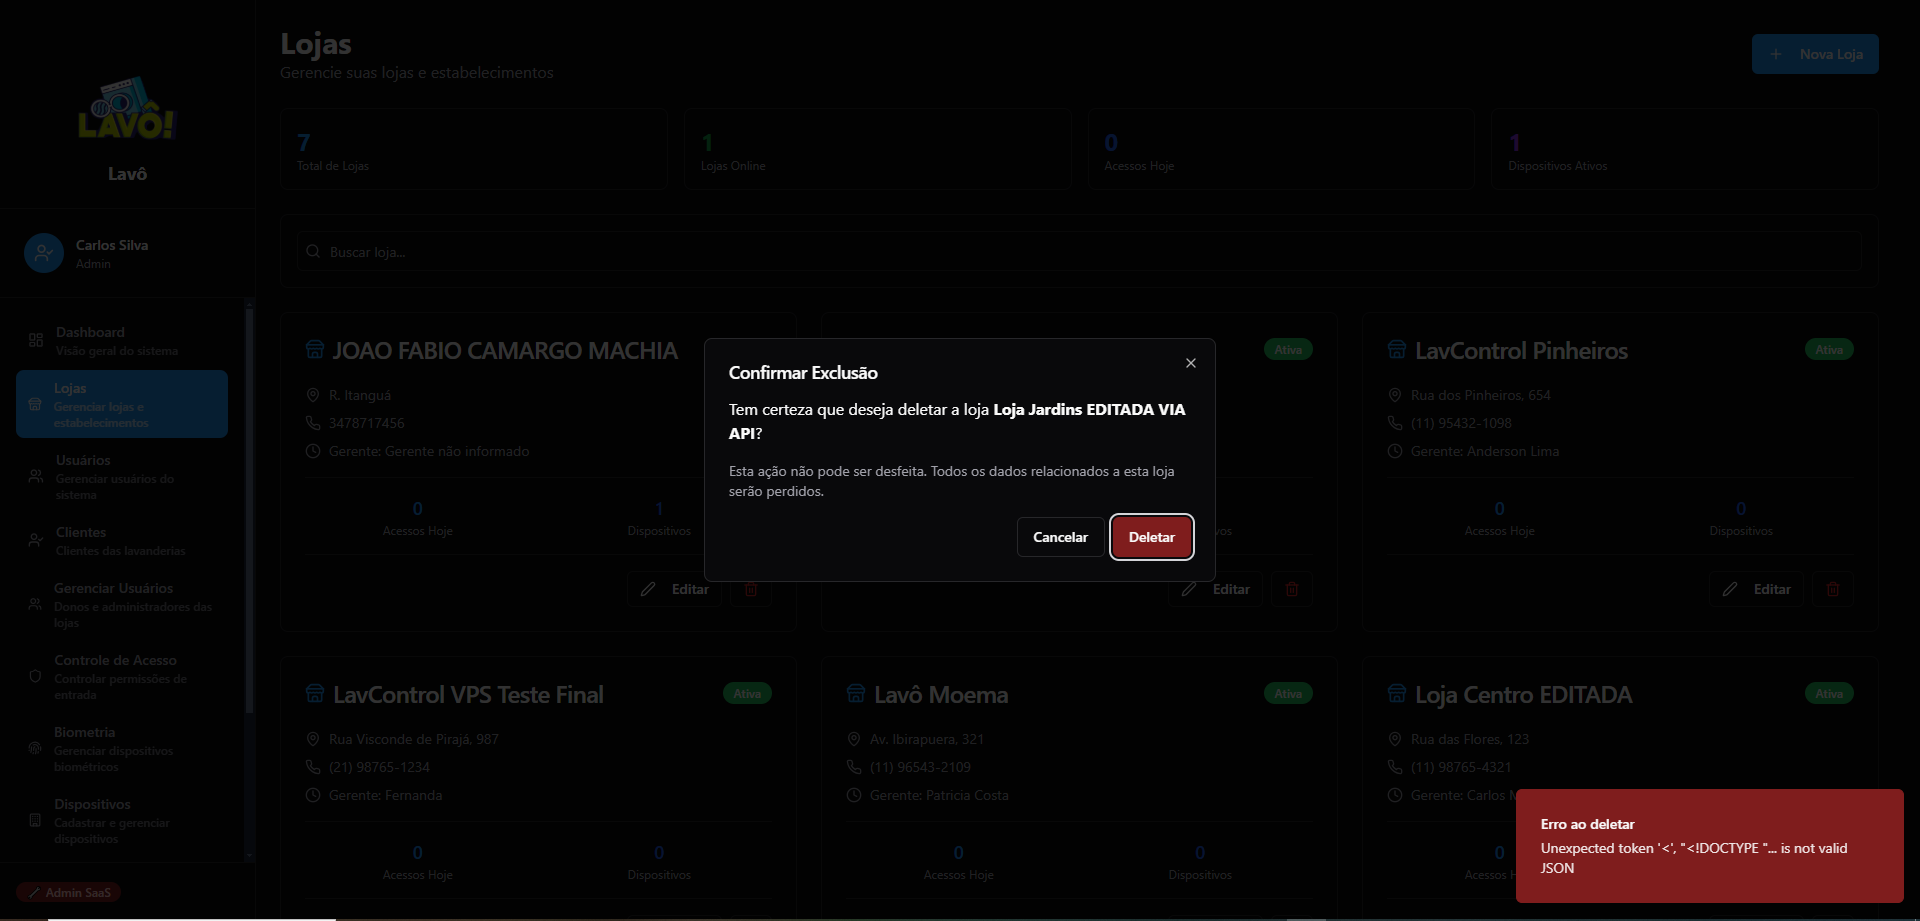 LAVÔ!
Lavô
Carlos Silva
Admin
Dashboard
Visão geral do sistema
Lojas
Gerenciar lojas e
estabelecimentos
Usuários
Gerenciar usuários do
sistema
Clientes
Clientes das lavanderias
Gerenciar Usuários
Donos e administradores das
lojas
Controle de Acesso
Controlar permissões de
entrada
Biometria
Gerenciar dispositivos
biométricos
Dispositivos
Cadastrar e gerenciar
dispositivos
Admin SaaS
Lojas
Gerencie suas lojas e estabelecimentos
Nova Loja
7
Total de Lojas
1
Lojas Online
0
Acessos Hoje
1
Dispositivos Ativos
Buscar loja...
JOAO FABIO CAMARGO MACHIA
R. Itanguá
3478717456
Gerente: Gerente não informado
0
Acessos Hoje
1
Dispositivos
Editar
Ativa
Editar
LavControl Pinheiros
Ativa
Rua dos Pinheiros, 654
(11) 95432-1098
Gerente: Anderson Lima
0
Acessos Hoje
0
Dispositivos
Editar
Confirmar Exclusão
Tem certeza que deseja deletar a loja Loja Jardins EDITADA VIA
API?
Esta ação não pode ser desfeita. Todos os dados relacionados a esta loja
serão perdidos.
Cancelar
Deletar
LavControl VPS Teste Final
Ativa
Rua Visconde de Pirajá, 987
(21) 98765-1234
Gerente: Fernanda
0
Acessos Hoje
0
Dispositivos
Lavô Moema
Ativa
Av. Ibirapuera, 321
(11) 96543-2109
Gerente: Patricia Costa
0
Acessos Hoje
0
Dispositivos
Loja Centro EDITADA
Ativa
Rua das Flores, 123
(11) 98765-4321
Gerente: Carlos
0
Acessos
Erro ao deletar
Unexpected token '<', "<!DOCTYPE "... is not valid
JSON